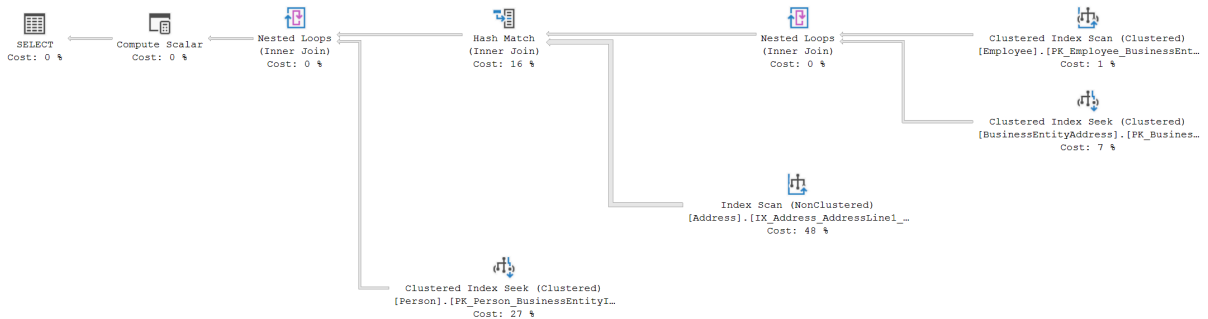 SELECT
Cost: 0 %
Compute Scalar
Cost: 0 %
Nested Loops
(Inner Join)
Cost: 0 %
Hash Match
(Inner Join)
Cost: 16 %
Nested Loops
(Inner Join)
Cost: 0 %
Clustered Index Scan (Clustered)
[Employee].[PK_Employee_BusinessEnt…
Cost: 1 %
Clustered Index Seek (Clustered)
[BusinessEntityAddress].[PK_Busines…
Cost: 7 %
Index Scan (NonClustered)
[Address].[IX_Address_AddressLine1_…
Cost: 48 %
Clustered Index Seek (Clustered)
[Person].[PK_Person_BusinessEntityI…
Cost: 27 %